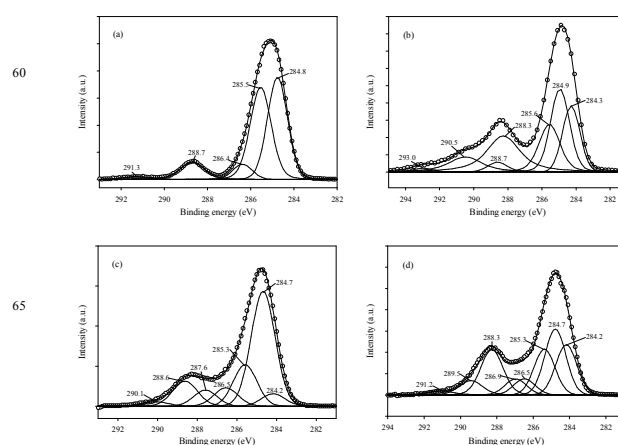 60
(a)
284.8
285.5
288.7
286.4
291.3
Intensity (a.u.)
292 290 288 286 284 282
Binding energy (eV)
(b)
284.9
284.3
285.6
288.3
290.5
293.0
288.7
Intensity (a.u.)
294 292 290 288 286 284 282
Binding energy (eV)
65
(c)
284.7
285.3
287.6
288.6
290.1
286.5
284.2
Intensity (a.u.)
292 290 288 286 284 282
Binding energy (eV)
(d)
284.7
284.2
285.3
288.3
289.5
286.9
286.5
291.2
Intensity (a.u.)
294 292 290 288 286 284 282
Binding energy (eV)